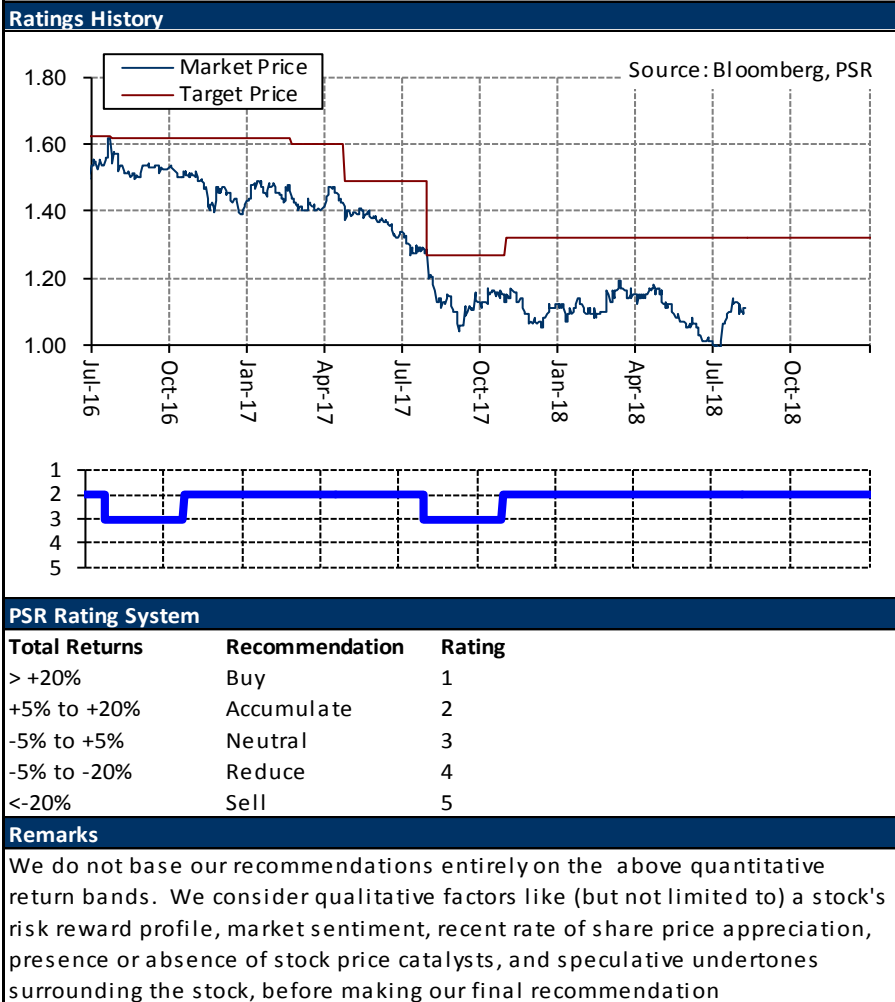 Ratings History
Market Price
Target Price
Source: Bloomberg, PSR
1.80
1.60
1.40
1.20
1.00
Jul-16
Oct-16
Jan-17
Apr-17
Jul-17
Oct-17
Jan-18
Apr-18
Jul-18
Oct-18
1
2
3
4
5
PSR Rating System
Total Returns Recommendation Rating
> +20% Buy 1
+5% to +20% Accumulate 2
-5% to +5% Neutral 3
-5% to -20% Reduce 4
<-20% Sell 5
Remarks
We do not base our recommendations entirely on the above quantitative
return bands. We consider qualitative factors like (but not limited to) a stock's
risk reward profile, market sentiment, recent rate of share price appreciation,
presence or absence of stock price catalysts, and speculative undertones
surrounding the stock, before making our final recommendation